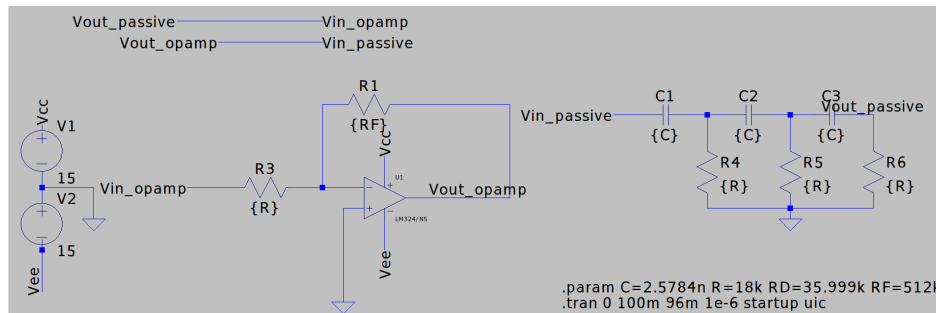 Vout_passive Vin_opamp
Vout_opamp Vin_passive
Vcc
V1
+
−
15
V2
+
−
15
Vee
Vin_opamp
R3
{R}
R1
{RF}
Vcc
U1
−
+
+
−
LM324/NS
Vee
Vout_opamp
Vin_passive
C1
{C}
C2
{C}
C3
{C}
Vout_passive
R4
{R}
R5
{R}
R6
{R}
.param C=2.5784n R=18k RD=35.999k RF=512k
.tran 0 100m 96m 1e-6 startup uic